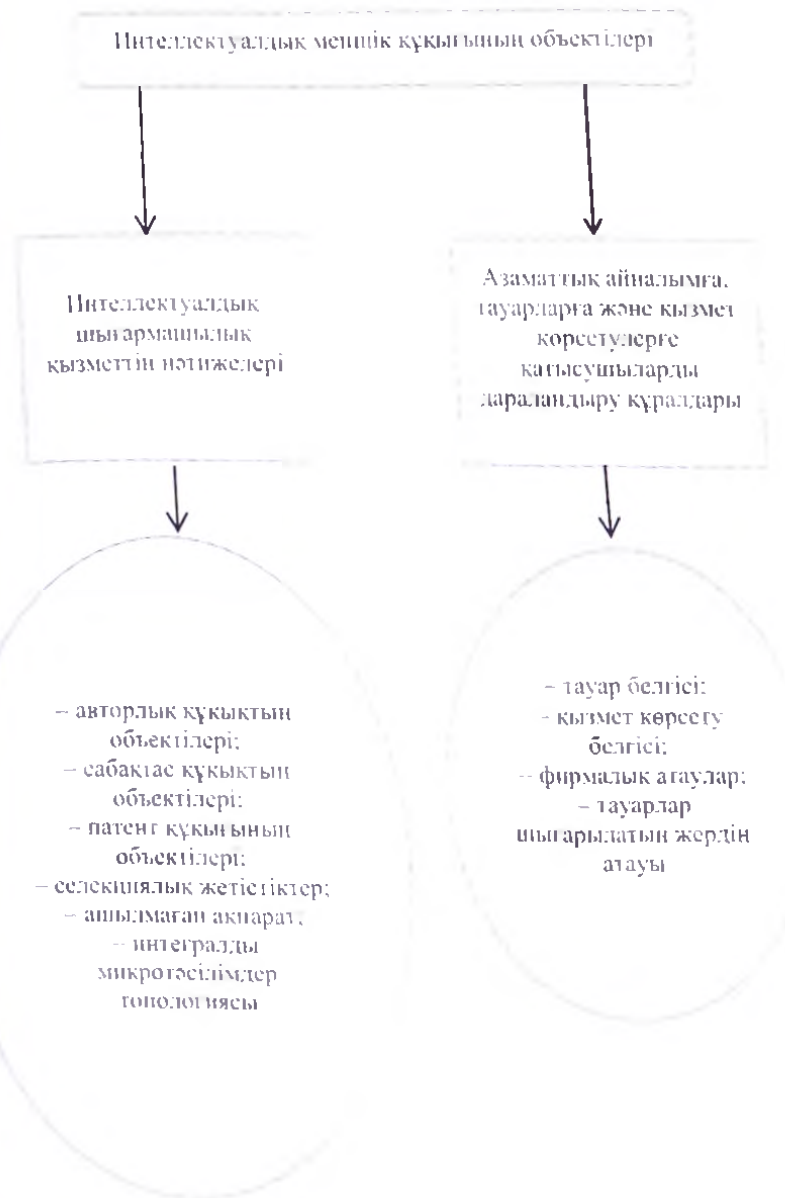 Интеллектуалдық меншік құқығының объектілері
Интеллектуалдық
шығармашылық
қызметтің нәтижелері
Азаматтық айналымға,
тауарларға және қызмет
көрсетулерге
қатысушыларды
дараландыру құралдары
– авторлық құқықтың
объектілері;
– сабақтас құқықтың
объектілері;
– патент құқығының
объектілері;
– селекциялық жетістіктер;
– ашылмаған ақпарат;
– интегралды
микротәсілімдер
топологиясы
– тауар белгісі;
– қызмет көрсету
белгісі;
– фирмалық атаулар;
– тауарлар
шығарылатын жердің
атауы